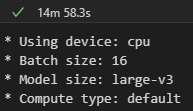 14m 58.3s
* Using device: cpu
* Batch size: 16
* Model size: large-v3
* Compute type: default